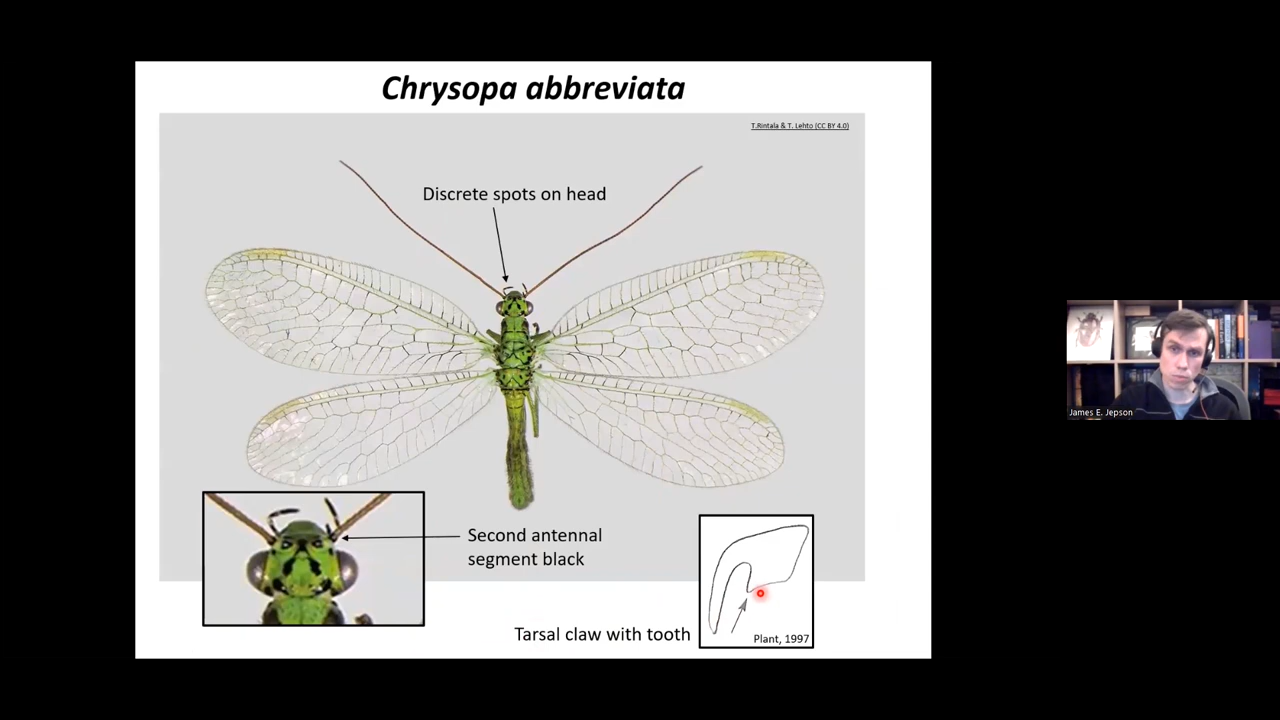 Chrysopa abbreviata
T.Rintala & T. Lehto (CC BY 4.0)
Discrete spots on head
Second antennal
segment black
Tarsal claw with tooth
Plant, 1997
James E. Jepson